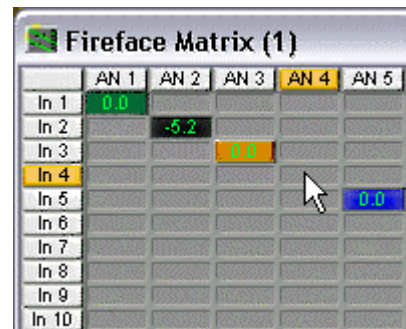 Fireface Matrix (1)
AN 1 AN 2 AN 3 AN 4 AN 5
In 1 0.0
In 2 -5.2
In 3 0.0
In 4
In 5 0.0
In 6
In 7
In 8
In 9
In 10